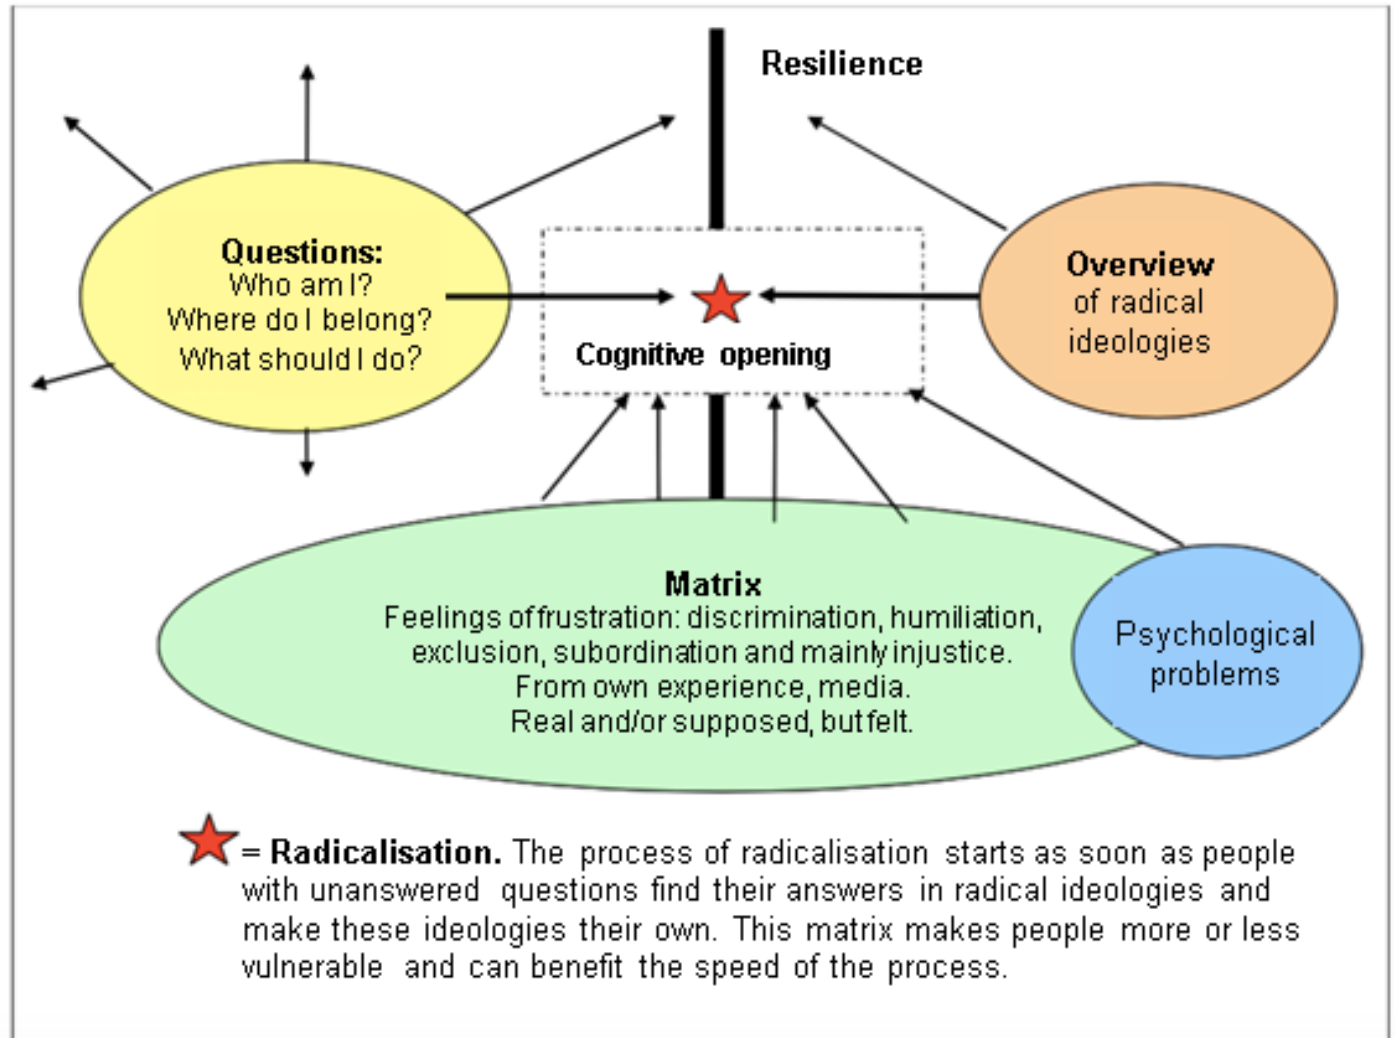 Resilience
Questions:
Who am I?
Where do I belong?
What should I do?
Overview
of radical
ideologies
Cognitive opening
Matrix
Feelings of frustration: discrimination, humiliation,
exclusion, subordination and mainly injustice.
From own experience, media.
Real and/or supposed, but felt.
Psychological
problems
= Radicalisation. The process of radicalisation starts as soon as people
with unanswered questions find their answers in radical ideologies and
make these ideologies their own. This matrix makes people more or less
vulnerable and can benefit the speed of the process.